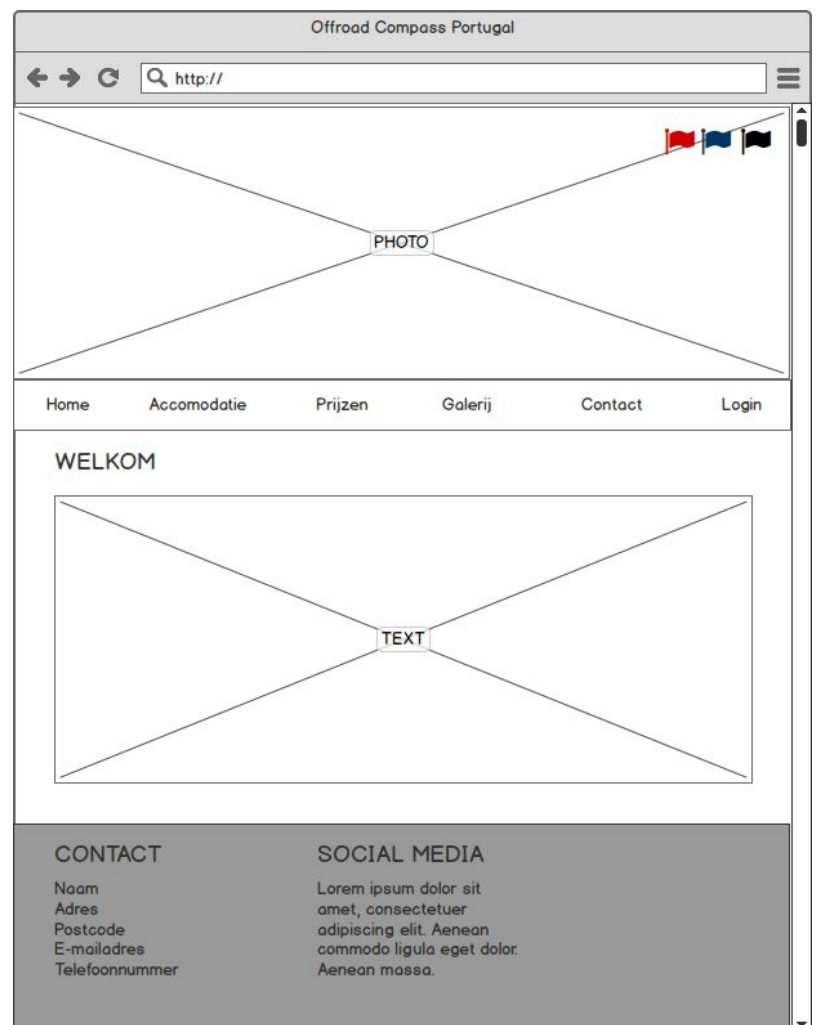 Offroad Compass Portugal
http://
PHOTO
Home Accomodatie Prijzen Galerij Contact Login
WELKOM
TEXT
CONTACT
Naam
Adres
Postcode
E-mailadres
Telefoonnummer
SOCIAL MEDIA
Lorem ipsum dolor sit
amet, consectetuer
adipiscing elit. Aenean
commodo ligula eget dolor.
Aenean massa.